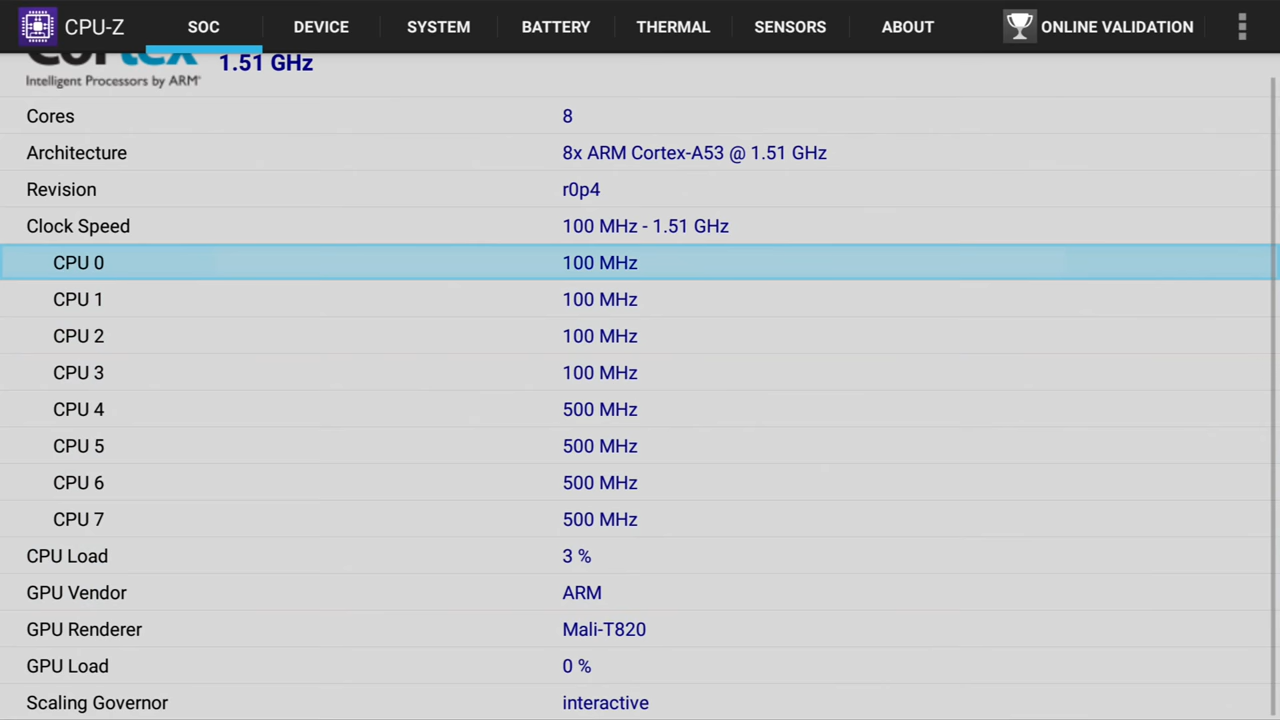 CPU-Z SOC DEVICE SYSTEM BATTERY THERMAL SENSORS ABOUT ONLINE VALIDATION
Cortex 1.51 GHz
Intelligent Processors by ARM®
Cores 8
Architecture 8x ARM Cortex-A53 @ 1.51 GHz
Revision r0p4
Clock Speed 100 MHz - 1.51 GHz
CPU 0 100 MHz
CPU 1 100 MHz
CPU 2 100 MHz
CPU 3 100 MHz
CPU 4 500 MHz
CPU 5 500 MHz
CPU 6 500 MHz
CPU 7 500 MHz
CPU Load 3 %
GPU Vendor ARM
GPU Renderer Mali-T820
GPU Load 0 %
Scaling Governor interactive